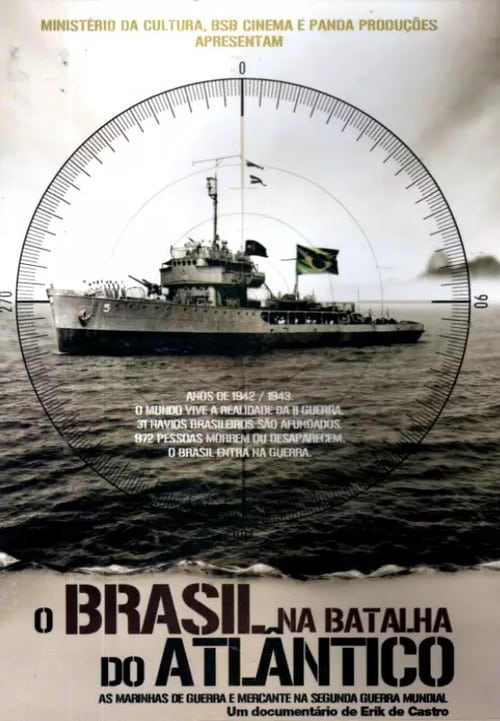 MINISTÉRIO DA CULTURA, BSB CINEMA E PANDA PRODUÇÕES
APRESENTAM
0
5
270
90
ANOS DE 1942 / 1943.
O MUNDO VIVE A REALIDADE DA II GUERRA.
31 NAVIOS BRASILEIROS SÃO AFUNDADOS.
972 PESSOAS MORREM OU DESAPARECEM.
O BRASIL ENTRA NA GUERRA.
O BRASIL NA BATALHA
DO ATLÂNTICO
AS MARINHAS DE GUERRA E MERCANTE NA SEGUNDA GUERRA MUNDIAL
Um documentário de Erik de Castro